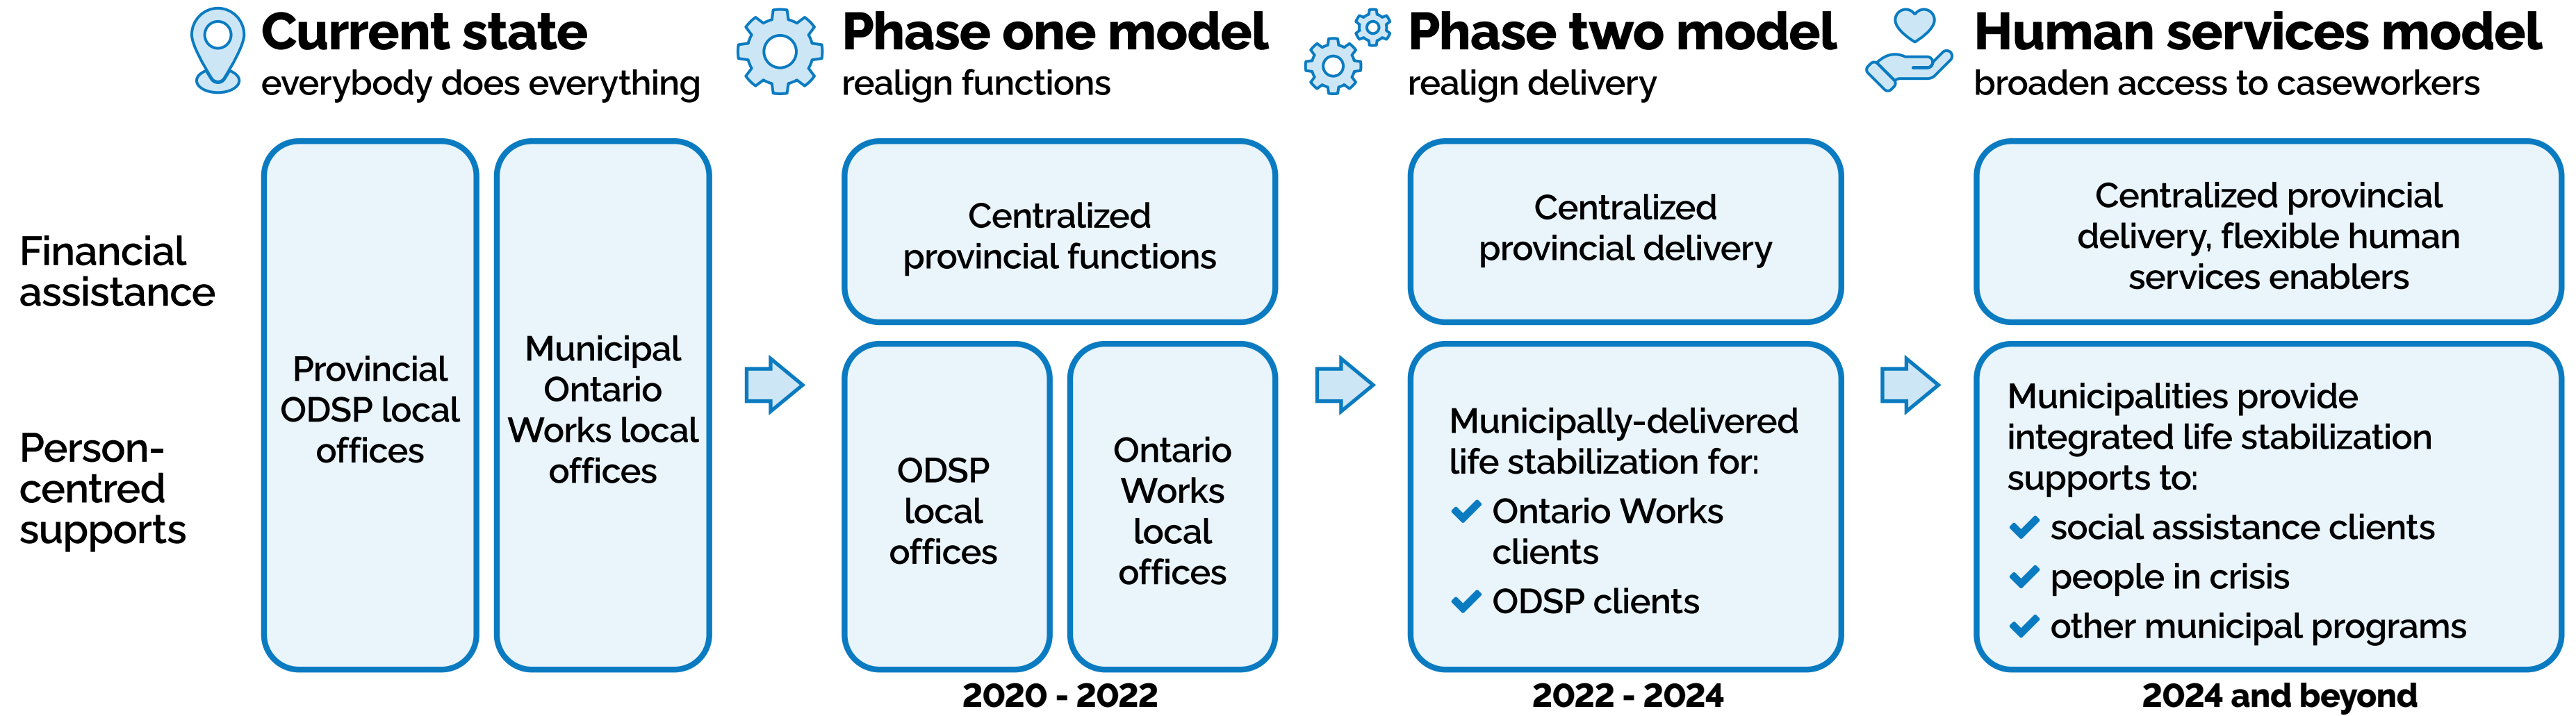 Current state
everybody does everything
Phase one model
realign functions
Phase two model
realign delivery
Human services model
broaden access to caseworkers
Financial
assistance
Person-
centred
supports
Provincial
ODSP local
offices
Municipal
Ontario
Works local
offices
Centralized
provincial functions
ODSP
local
offices
Ontario
Works
local
offices
2020 - 2022
Centralized
provincial delivery
Municipally-delivered
life stabilization for:
Ontario Works
clients
ODSP clients
2022 - 2024
Centralized provincial
delivery, flexible human
services enablers
Municipalities provide
integrated life stabilization
supports to:
social assistance clients
people in crisis
other municipal programs
2024 and beyond